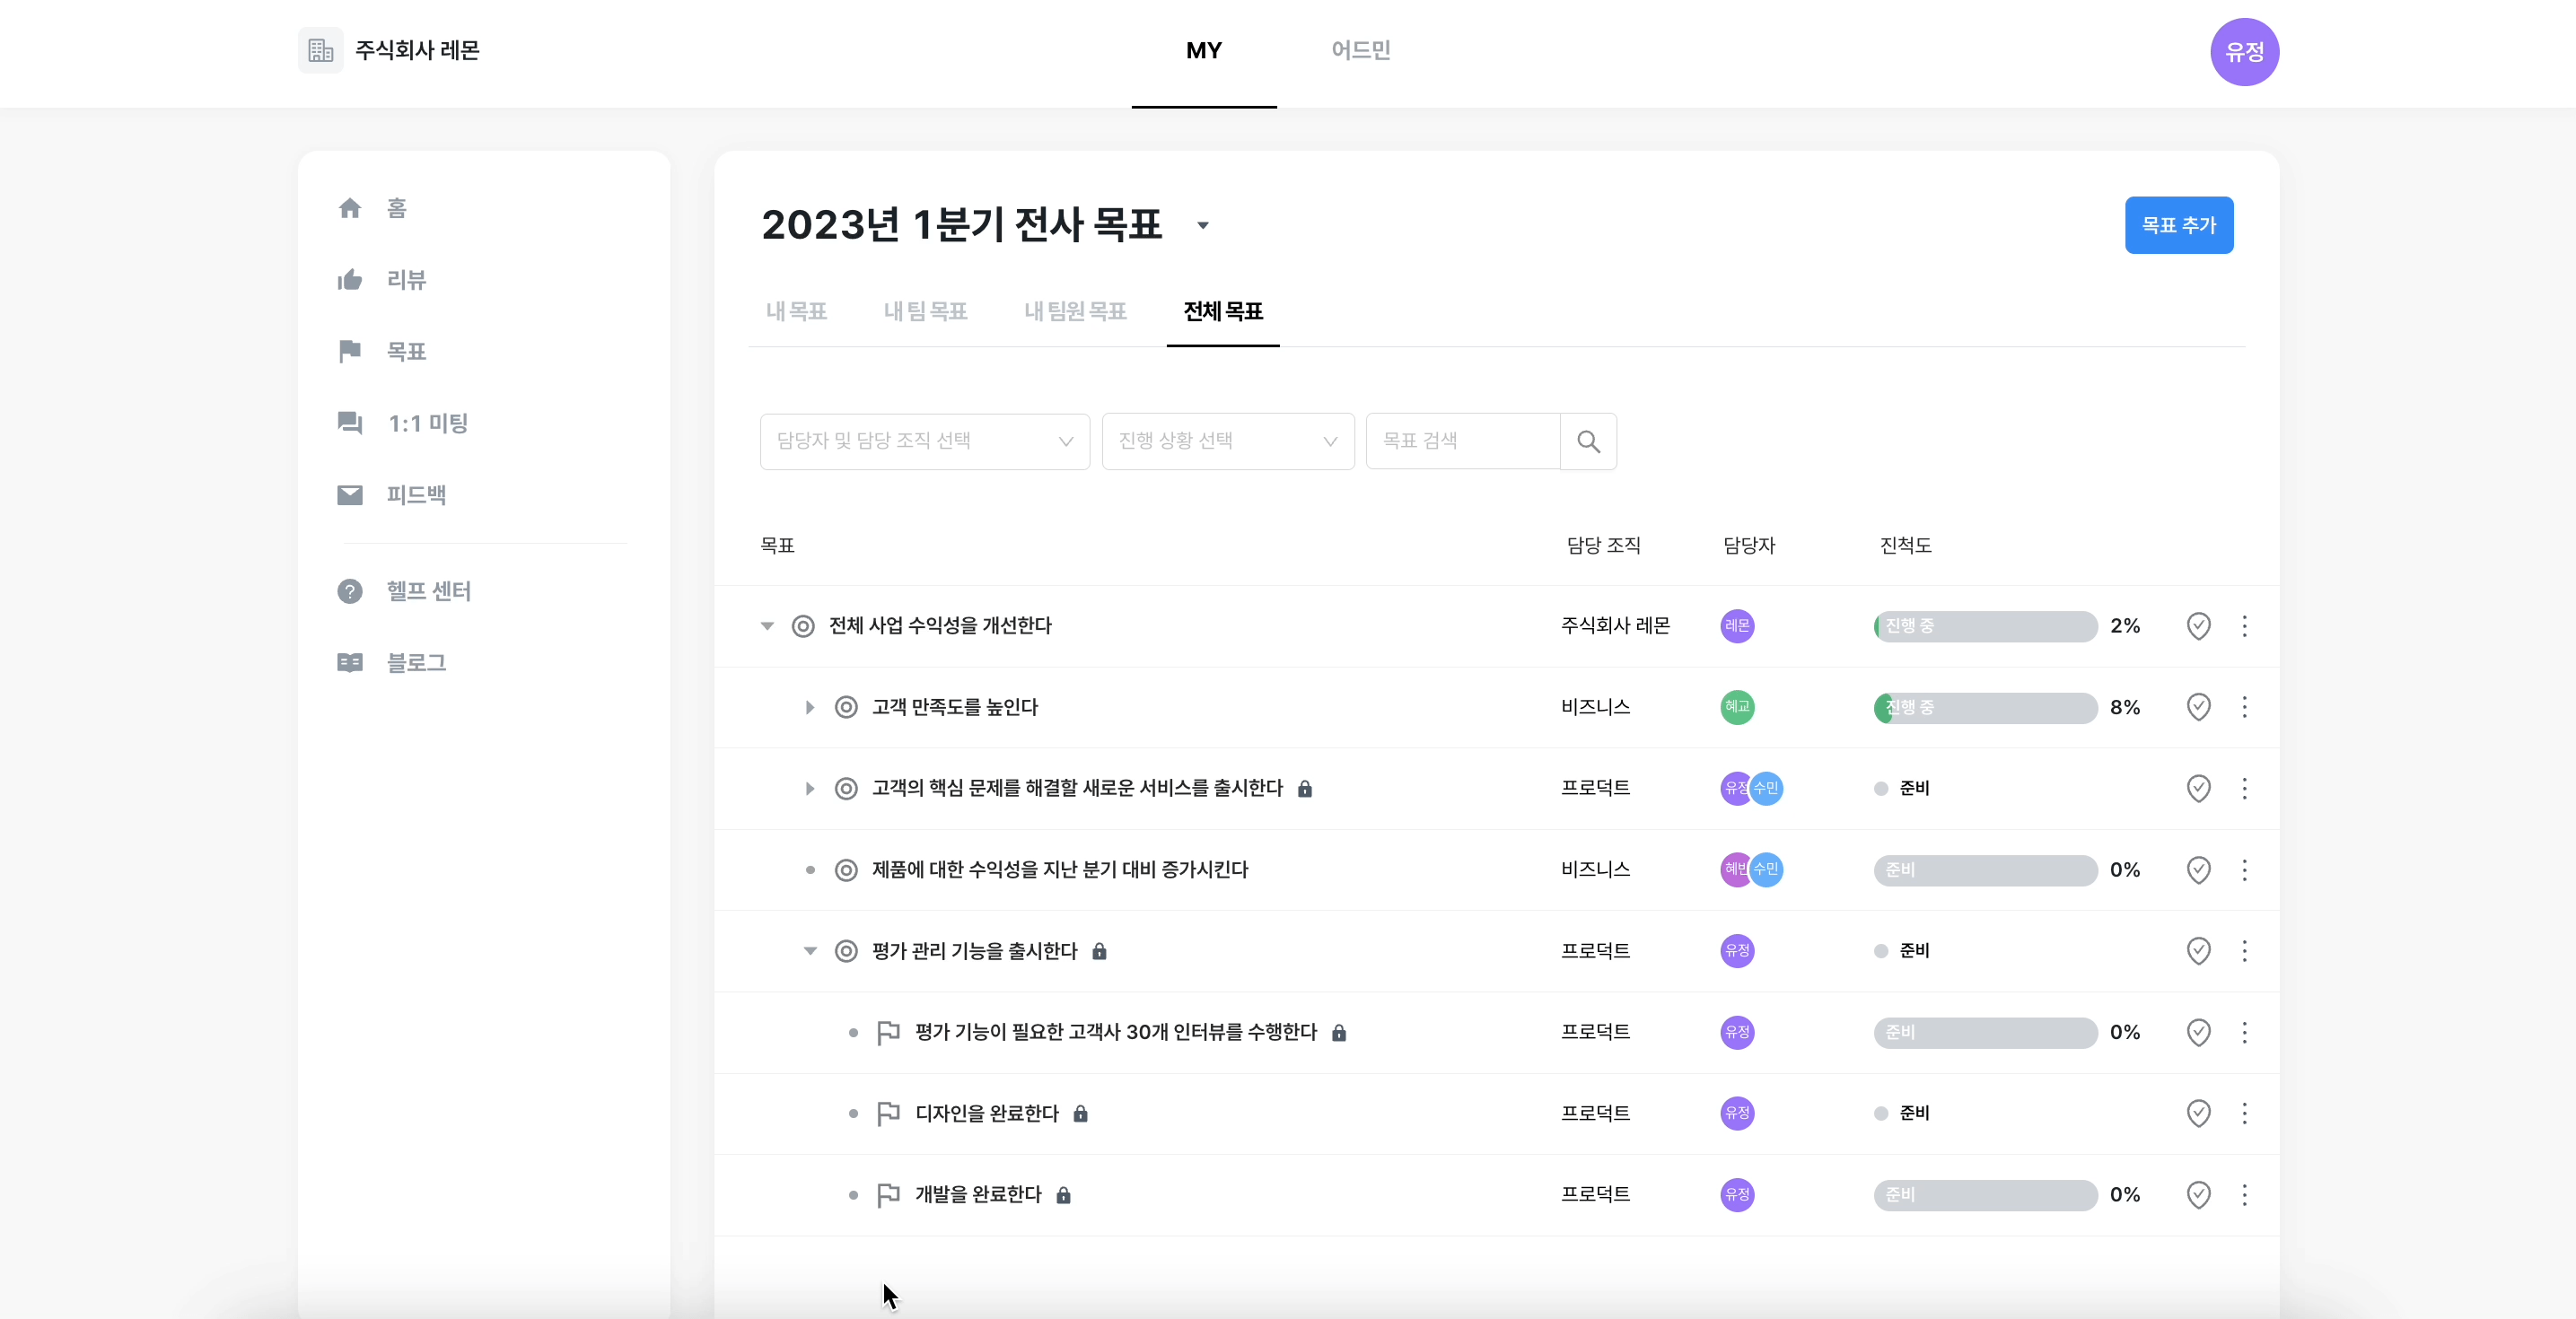 주식회사 레몬
MY
어드민
유정
홈
리뷰
목표
1:1 미팅
피드백
헬프 센터
블로그
2023년 1분기 전사 목표
목표 추가
내 목표 내 팀 목표 내 팀원 목표 전체 목표
담당자 및 담당 조직 선택 진행 상황 선택 목표 검색
목표 담당 조직 담당자 진척도
전체 사업 수익성을 개선한다 주식회사 레몬 레몬 진행 중 2%
고객 만족도를 높인다 비즈니스 혜교 진행 중 8%
고객의 핵심 문제를 해결할 새로운 서비스를 출시한다 프로덕트 유정 수민 준비
제품에 대한 수익성을 지난 분기 대비 증가시킨다 비즈니스 수민 준비 0%
평가 관리 기능을 출시한다 프로덕트 유정 준비
평가 기능이 필요한 고객사 30개 인터뷰를 수행한다 프로덕트 유정 준비 0%
디자인을 완료한다 프로덕트 유정 준비
개발을 완료한다 프로덕트 유정 준비 0%